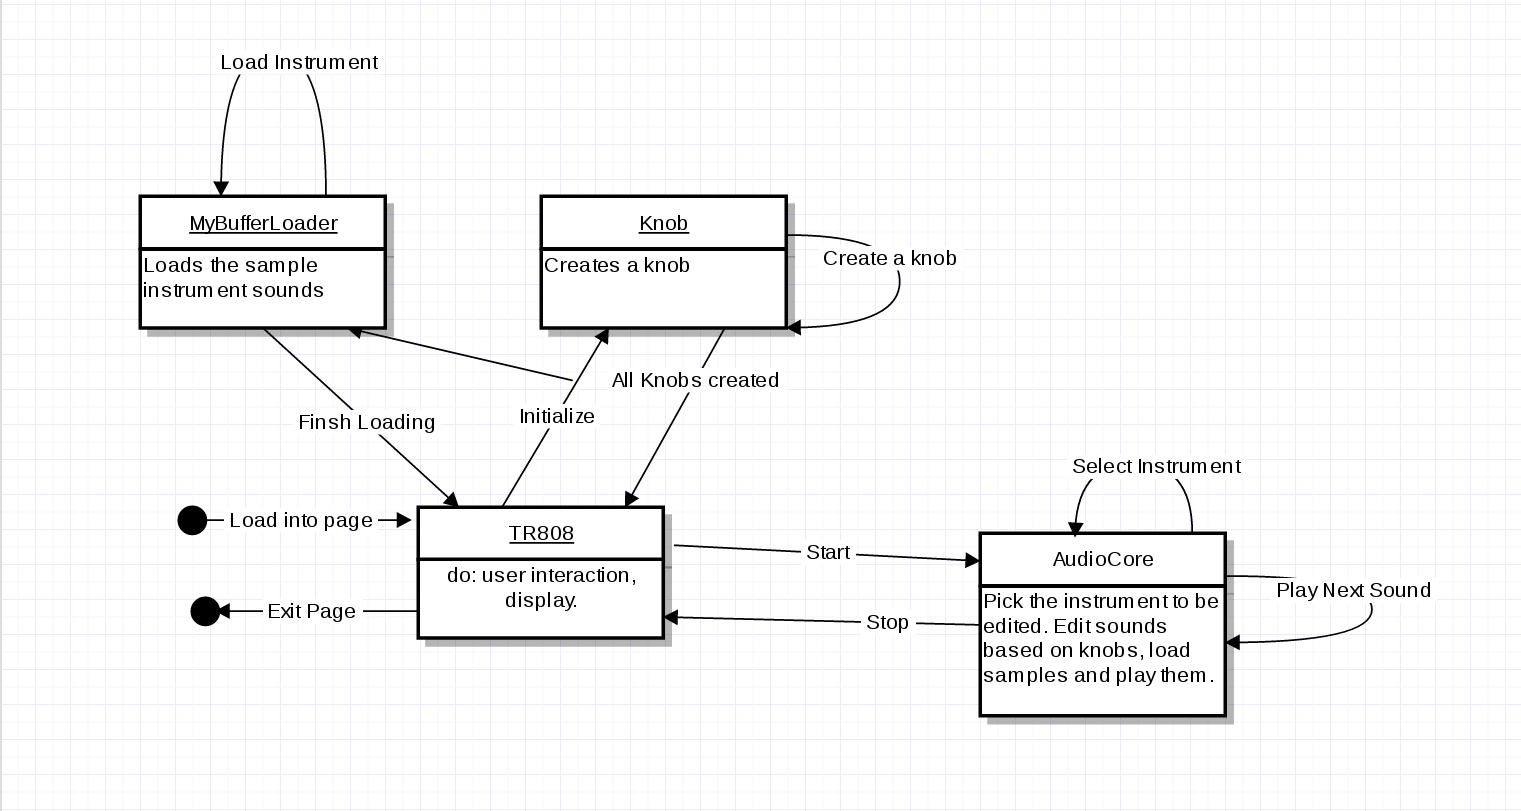 Load Instrument
MyBufferLoader
Loads the sample
instrument sounds
Knob
Creates a knob
Create a knob
All Knobs created
Initialize
Finsh Loading
Load into page
TR808
do: user interaction,
display.
Exit Page
Start
Stop
Select Instrument
AudioCore
Pick the instrument to be
edited. Edit sounds
based on knobs, load
samples and play them.
Play Next Sound